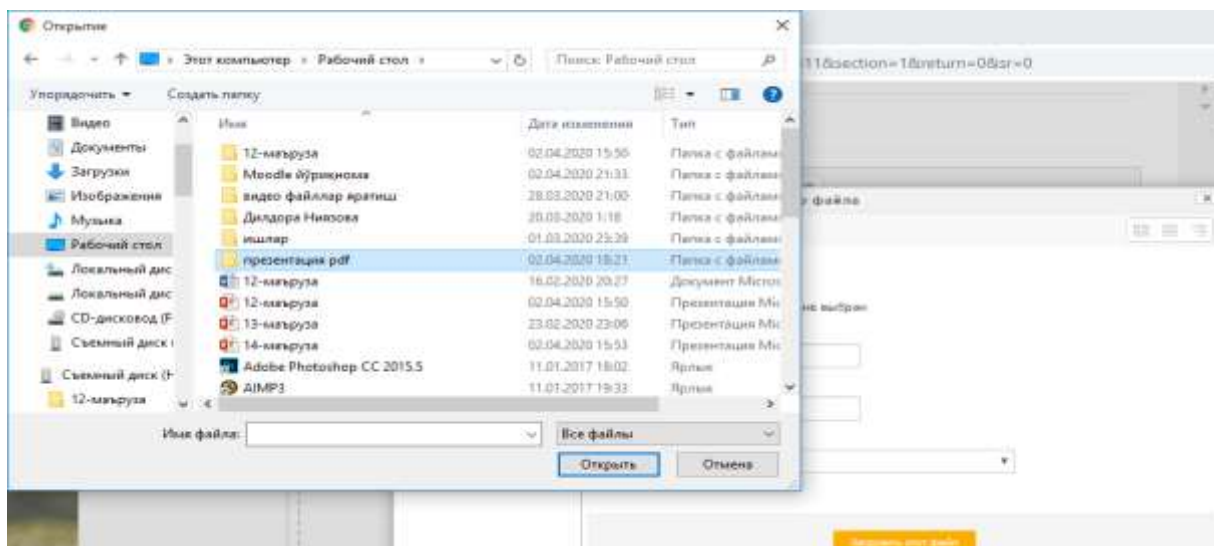 Открытие
Этот компьютер › Рабочий стол ›
Поиск: Рабочий стол
11&section=1&return=0&sr=0
Упорядочить
Создать папку
Видео
Документы
Загрузки
Изображения
Музыка
Рабочий стол
Локальный дис
Локальный дис
CD-дисковод (F
Съемный диск
Съемный диск (H
12-маъруза
Имя Дата изменения Тип
12-маъруза 02.04.2020 15:50 Папка с файлами
Moodle йўриқнома 02.04.2020 21:33 Папка с файлами
видео файллар яратиш 28.03.2020 21:00 Папка с файлами
Дилдора Ниязова 20.03.2020 1:18 Папка с файлами
ишлар 01.03.2020 23:39 Папка с файлами
презентация pdf 02.04.2020 18:21 Папка с файлами
12-маъруза 16.02.2020 20:27 Документ Micros
12-маъруза 02.04.2020 15:50 Презентация Mic
13-маъруза 23.02.2020 23:06 Презентация Mic
14-маъруза 02.04.2020 15:53 Презентация Mic
Adobe Photoshop CC 2015.5 11.01.2017 18:02 Ярлык
AIMP3 11.01.2017 19:33 Ярлык
Имя файла:
Все файлы
Открыть
Отмена
файла
не выбран
Загрузить этот файл